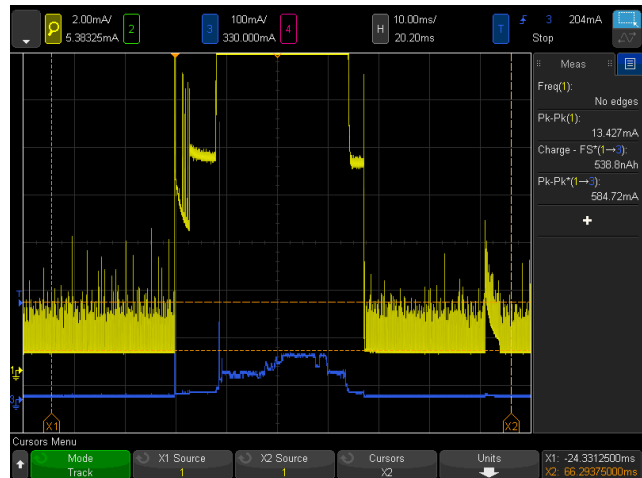 2.00mA/ 2 100mA/ 10.00ms/ 3 204mA
5.38325mA 3 330.000mA 4 H 20.20ms T Stop
Meas
Freq(1):
No edges
Pk-Pk(1):
13.427mA
Charge - FS*(1→3):
538.8nAh
Pk-Pk*(1→3):
584.72mA
+
T
1
3
X1 X2
Cursors Menu
Mode X1 Source X2 Source Cursors Units X1: -24.3312500ms
Track 1 1 X2 X2: 66.29375000ms